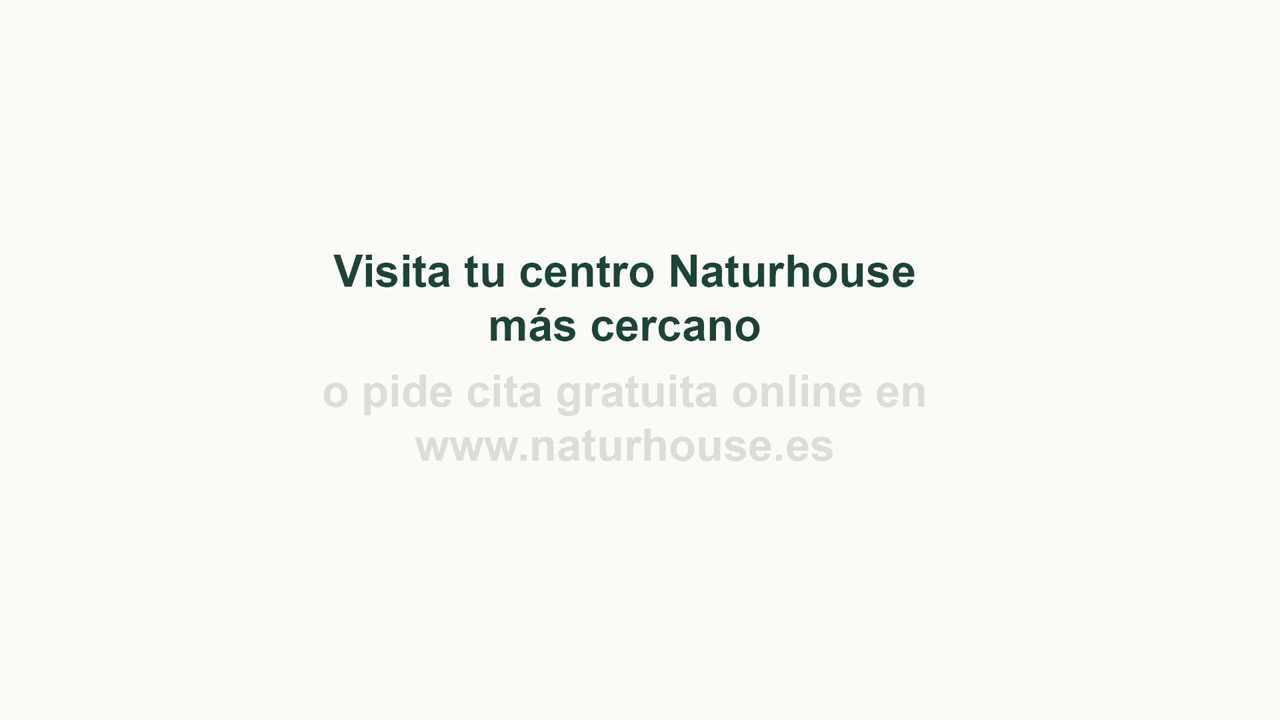 Visita tu centro Naturhouse
más cercano
o pide cita gratuita online en
www.naturhouse.es